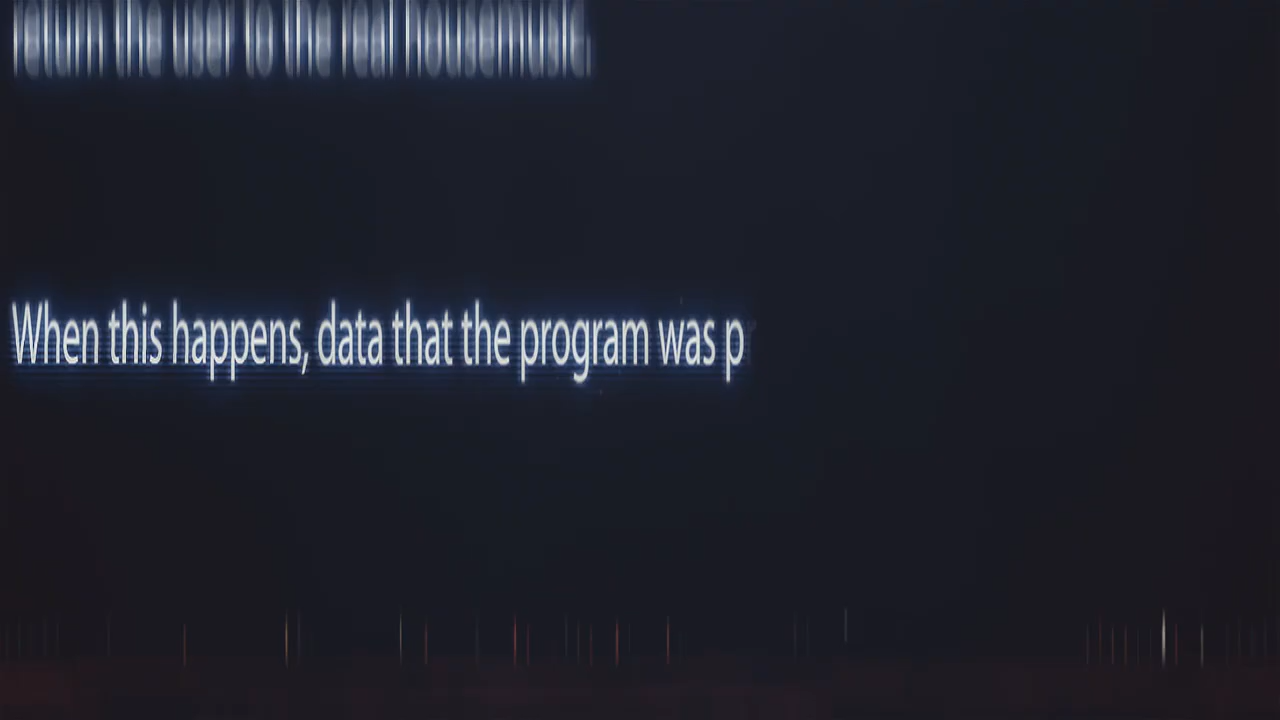 return the user to the real housemusic.
When this happens, data that the program was p